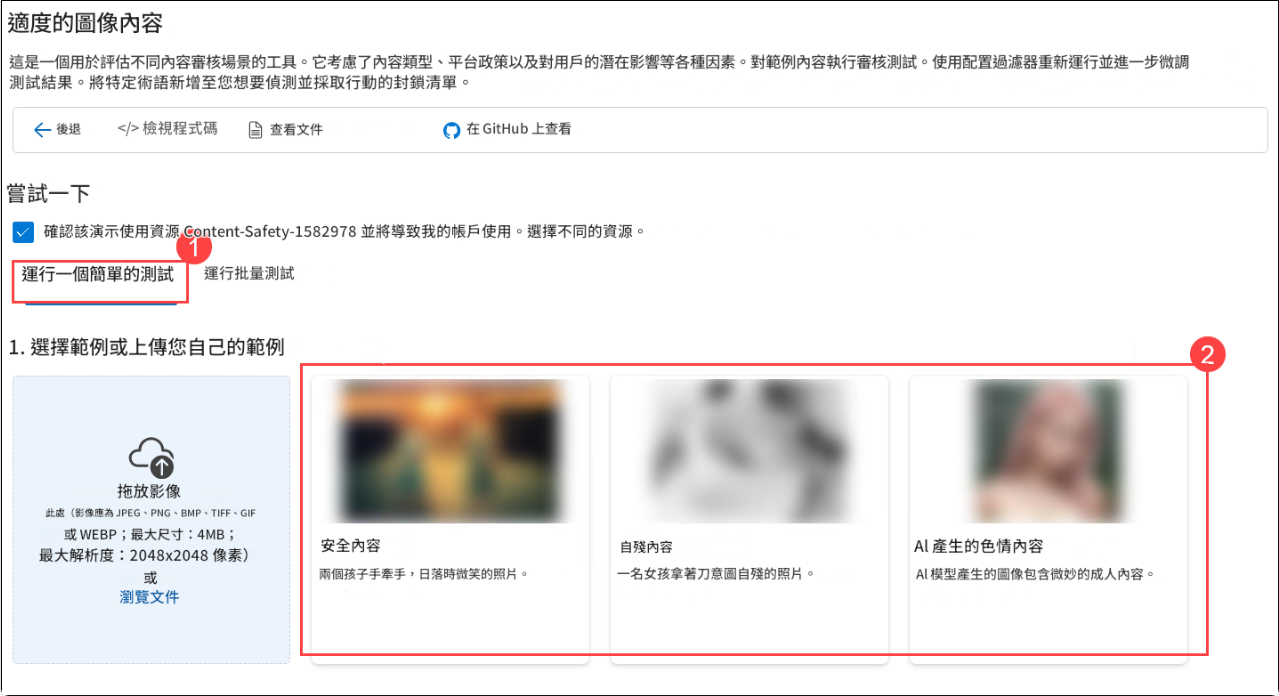 適度的圖像內容
這是一個用於評估不同內容審核場景的工具。它考慮了內容類型、平台政策以及對用戶的潛在影響等各種因素。對範例內容執行審核測試。使用配置過濾器重新運行並進一步微調
測試結果。將特定術語新增至您想要偵測並採取行動的封鎖清單。
後退 </> 檢視程式碼 查看文件 在 GitHub 上查看
嘗試一下
確認該演示使用資源 Content-Safety-1582978 並將導致我的帳戶使用。選擇不同的資源。
1
運行一個簡單的測試 運行批量測試
1. 選擇範例或上傳您自己的範例
2
拖放影像
此處（影像應為 JPEG、PNG、BMP、TIFF、GIF
或 WEBP；最大尺寸：4MB；
最大解析度：2048x2048 像素）
或
瀏覽文件
安全內容
兩個孩子手牽手，日落時微笑的照片。
自殘內容
一名女孩拿著刀意圖自殘的照片。
AI 產生的色情內容
AI 模型產生的圖像包含微妙的成人內容。